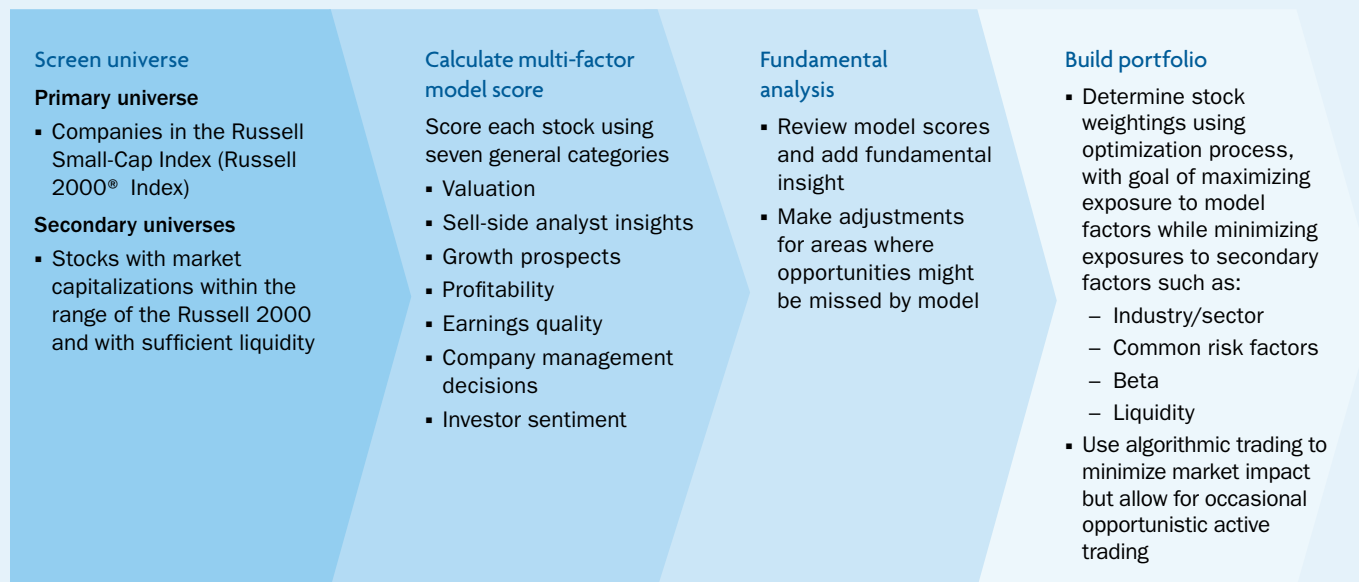 Screen universe
Primary universe
▪ Companies in the Russell
Small-Cap Index (Russell
2000® Index)
Secondary universes
▪ Stocks with market
capitalizations within the
range of the Russell 2000
and with sufficient liquidity
Calculate multi-factor
model score
Score each stock using
seven general categories
▪ Valuation
▪ Sell-side analyst insights
▪ Growth prospects
▪ Profitability
▪ Earnings quality
▪ Company management
decisions
▪ Investor sentiment
Fundamental
analysis
▪ Review model scores
and add fundamental
insight
▪ Make adjustments
for areas where
opportunities might
be missed by model
Build portfolio
▪ Determine stock
weightings using
optimization process,
with goal of maximizing
exposure to model
factors while minimizing
exposures to secondary
factors such as:
– Industry/sector
– Common risk factors
– Beta
– Liquidity
▪ Use algorithmic trading to
minimize market impact
but allow for occasional
opportunistic active
trading